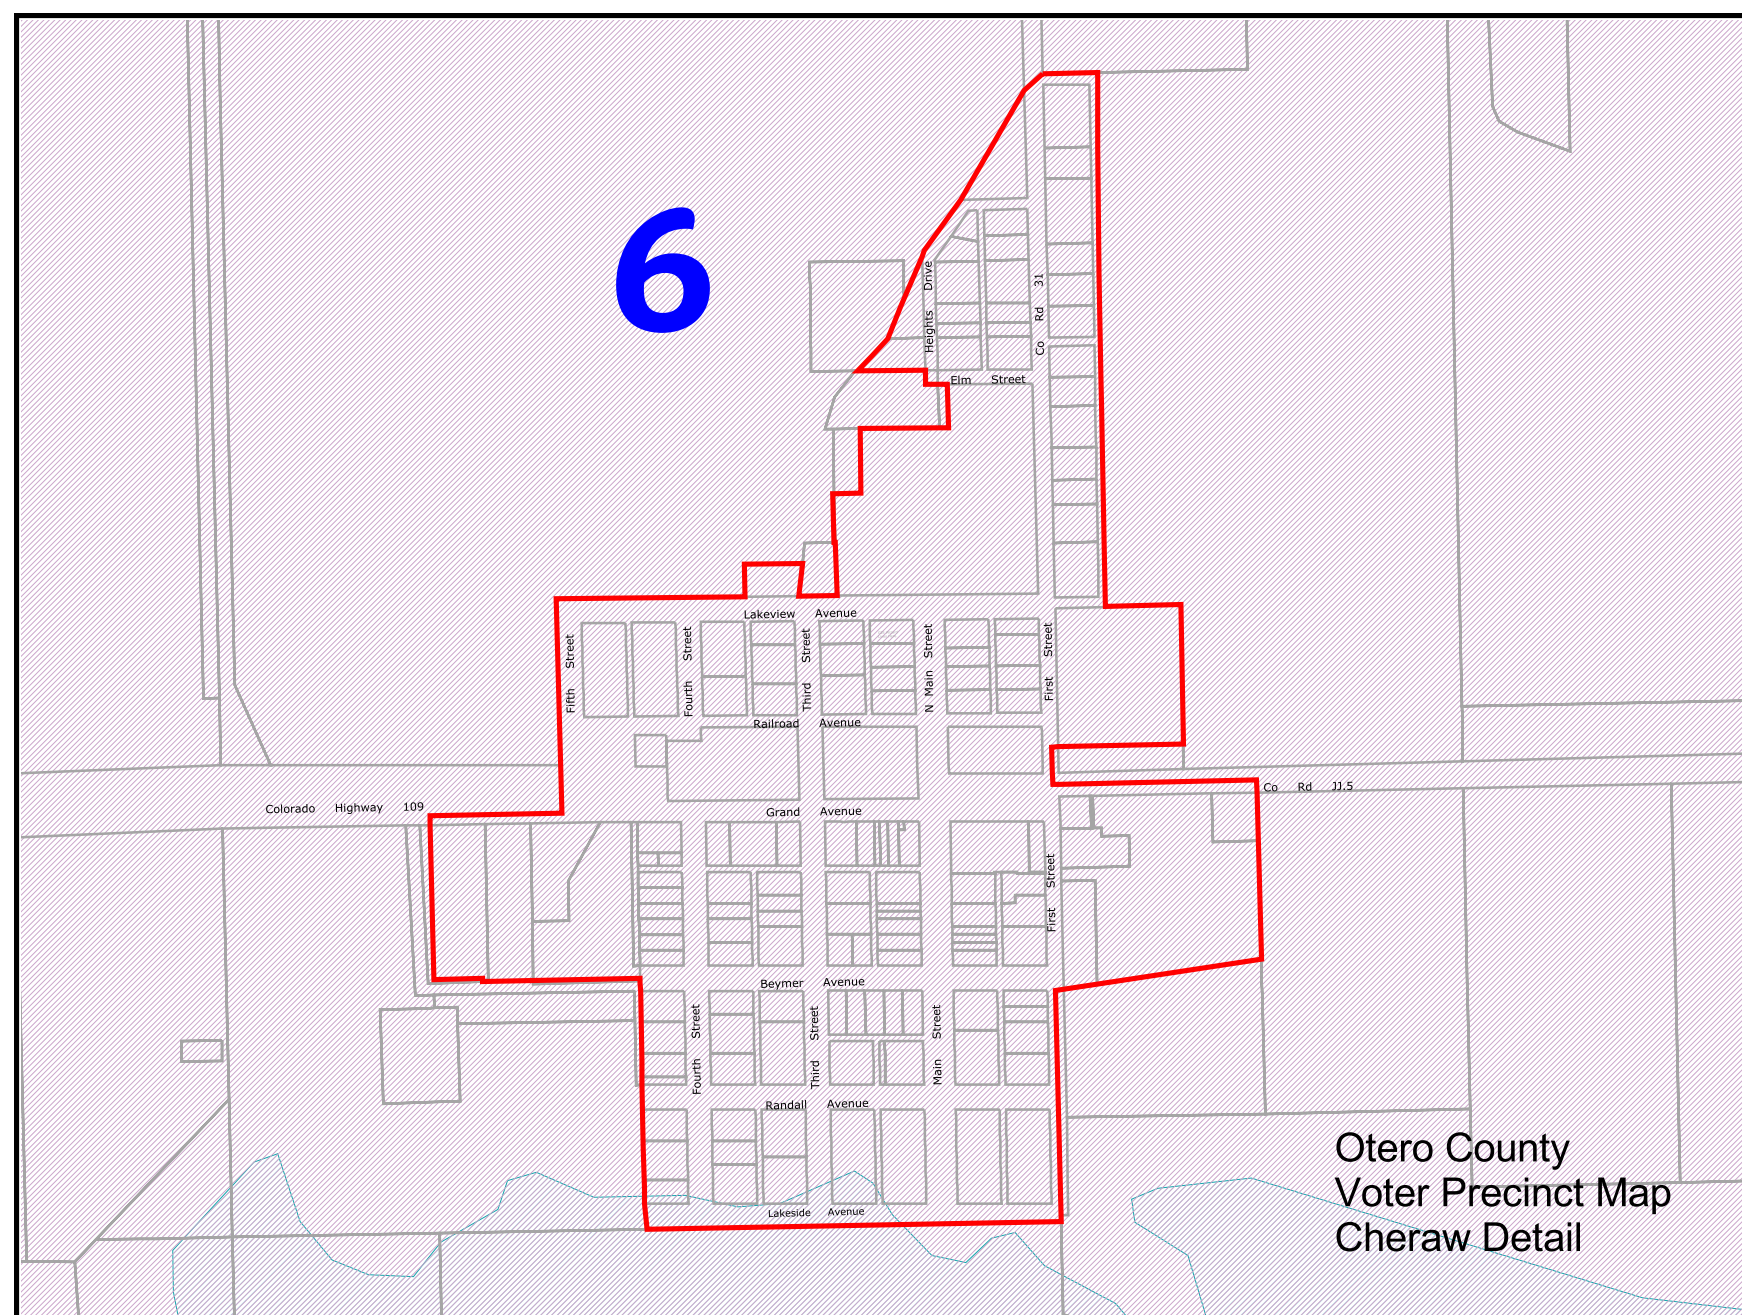 6
Heights Drive
Co Rd 31
Elm Street
Lakeview Avenue
Fifth Street
Fourth Street
Third Street
N Main Street
First Street
Railroad Avenue
Co Rd JJ.5
Colorado Highway 109
Grand Avenue
First Street
Beymer Avenue
Fourth Street
Third Street
Main Street
Randall Avenue
Lakeside Avenue
Otero County
Voter Precinct Map
Cheraw Detail